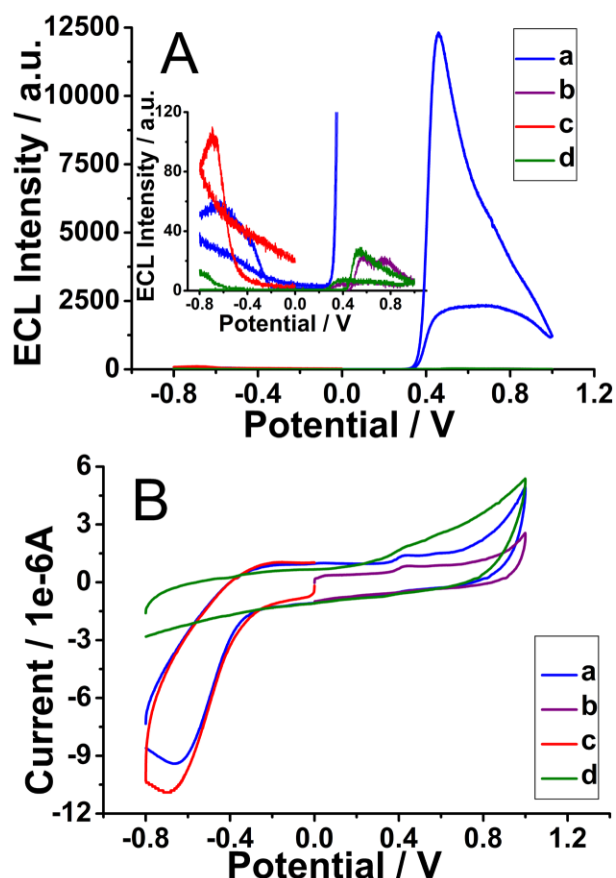 A
ECL Intensity / a.u.
12500
10000
7500
5000
2500
0
-0.8 -0.4 0.0 0.4 0.8 1.2
Potential / V
a
b
c
d
ECL Intensity / a.u.
120
80
40
0
-0.8 -0.4 0.0 0.4 0.8
Potential / V
B
Current / 1e-6A
6
3
0
-3
-6
-9
-12
-0.8 -0.4 0.0 0.4 0.8 1.2
Potential / V
a
b
c
d